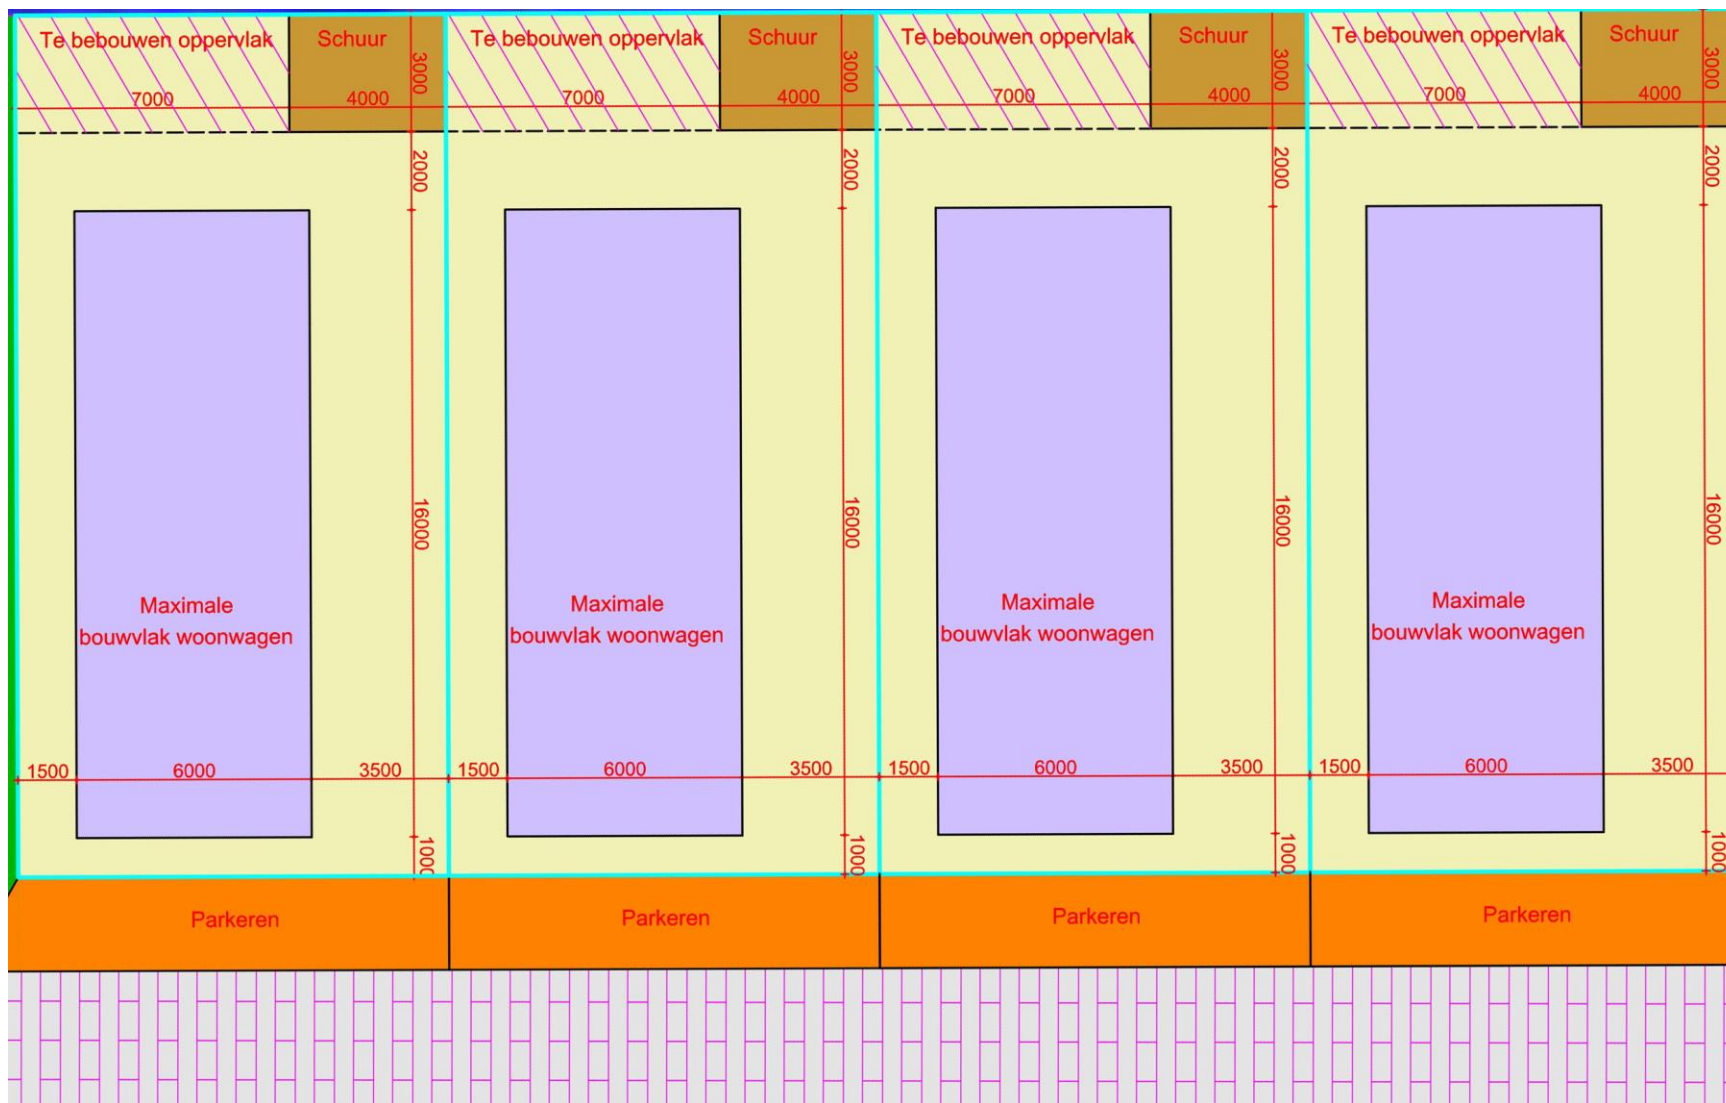 Te bebouwen oppervlak Schuur Te bebouwen oppervlak Schuur Te bebouwen oppervlak Schuur Te bebouwen oppervlak Schuur
3000 3000 3000 3000
7000 4000 7000 4000 7000 4000 7000 4000
2000 2000 2000 2000
16000 16000 16000 16000
Maximale Maximale Maximale Maximale
bouwvlak woonwagen bouwvlak woonwagen bouwvlak woonwagen bouwvlak woonwagen
1500 6000 3500 1500 6000 3500 1500 6000 3500 1500 6000 3500
1000 1000 1000 1000
Parkeren Parkeren Parkeren Parkeren